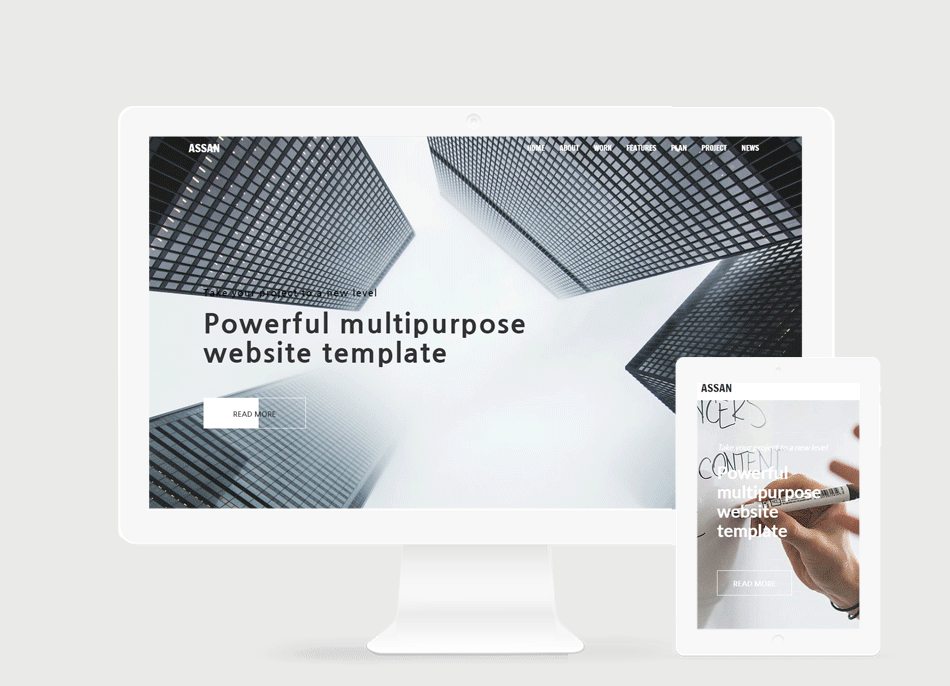 ASSAN
HOME ABOUT WORK FEATURES PLAN PROJECT NEWS
Take your project to a new level
Powerful multipurpose
website template
READ MORE
ASSAN
CONTENT
Take your project to a new level
Powerful
multipurpose
website
template
READ MORE